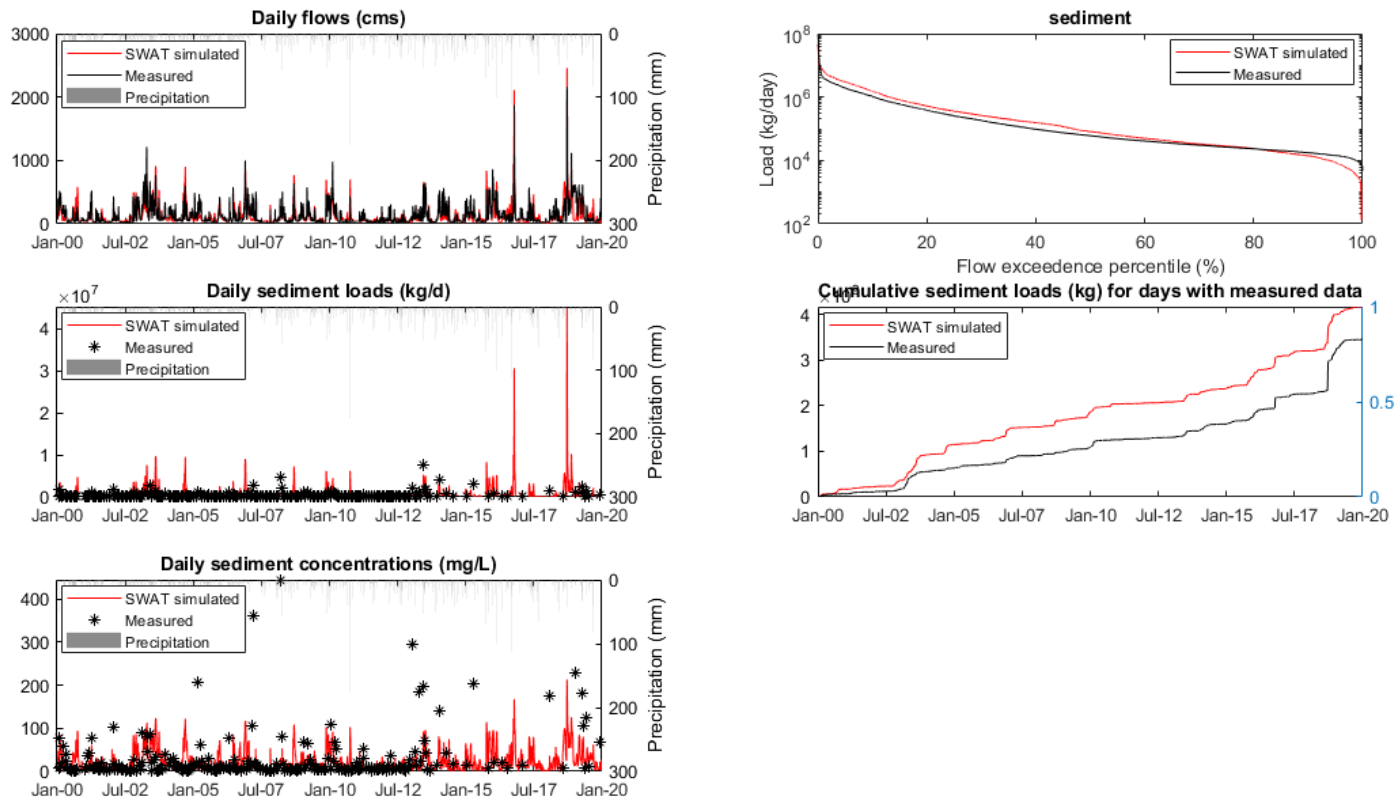 Daily flows (cms)
3000
2000
1000
0
0
100
200
300
Precipitation (mm)
SWAT simulated
Measured
Precipitation
Jan-00 Jul-02 Jan-05 Jul-07 Jan-10 Jul-12 Jan-15 Jul-17 Jan-20
sediment
10^8
10^6
10^4
10^2
Load (kg/day)
SWAT simulated
Measured
0 20 40 60 80 100
Flow exceedence percentile (%)
Daily sediment loads (kg/d)
×10^7
4
3
2
1
0
0
100
200
300
Precipitation (mm)
SWAT simulated
Measured
Precipitation
Jan-00 Jul-02 Jan-05 Jul-07 Jan-10 Jul-12 Jan-15 Jul-17 Jan-20
Cumulative sediment loads (kg) for days with measured data
4
3
2
1
0
1
0.5
0
SWAT simulated
Measured
Jan-00 Jul-02 Jan-05 Jul-07 Jan-10 Jul-12 Jan-15 Jul-17 Jan-20
Daily sediment concentrations (mg/L)
400
300
200
100
0
0
100
200
300
Precipitation (mm)
SWAT simulated
Measured
Precipitation
Jan-00 Jul-02 Jan-05 Jul-07 Jan-10 Jul-12 Jan-15 Jul-17 Jan-20